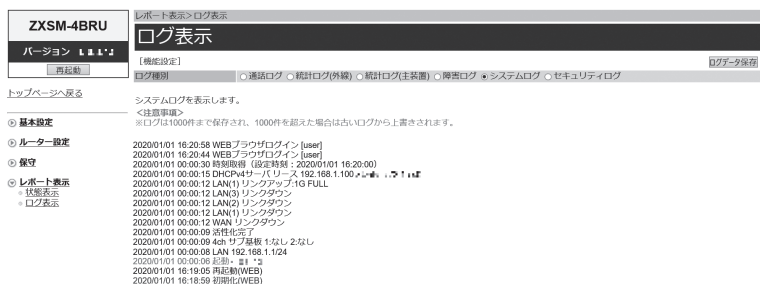 レポート表示>ログ表示
ZXSM-4BRU
ログ表示
バージョン
[機能設定]
ログデータ保存
再起動
ログ種別 通話ログ 統計ログ(外線) 統計ログ(主装置) 障害ログ システムログ セキュリティログ
トップページへ戻る
システムログを表示します。
<注意事項>
※ログは1000件まで保存され、1000件を超えた場合は古いログから上書きされます。
基本設定
ルーター設定
保守
レポート表示
状態表示
ログ表示
2020/01/01 16:20:58 WEBブラウザログイン [user]
2020/01/01 16:20:44 WEBブラウザログイン [user]
2020/01/01 00:00:30 時刻取得（設定時刻：2020/01/01 16:20:00）
2020/01/01 00:00:15 DHCPv4サーバ リース 192.168.1.100
2020/01/01 00:00:12 LAN(1) リンクアップ:1G FULL
2020/01/01 00:00:12 LAN(3) リンクダウン
2020/01/01 00:00:12 LAN(2) リンクダウン
2020/01/01 00:00:12 LAN(1) リンクダウン
2020/01/01 00:00:12 WAN リンクダウン
2020/01/01 00:00:09 活性化完了
2020/01/01 00:00:09 4ch サブ基板 1:なし 2:なし
2020/01/01 00:00:08 LAN 192.168.1.1/24
2020/01/01 00:00:06 起動
2020/01/01 16:19:05 再起動(WEB)
2020/01/01 16:18:59 初期化(WEB)